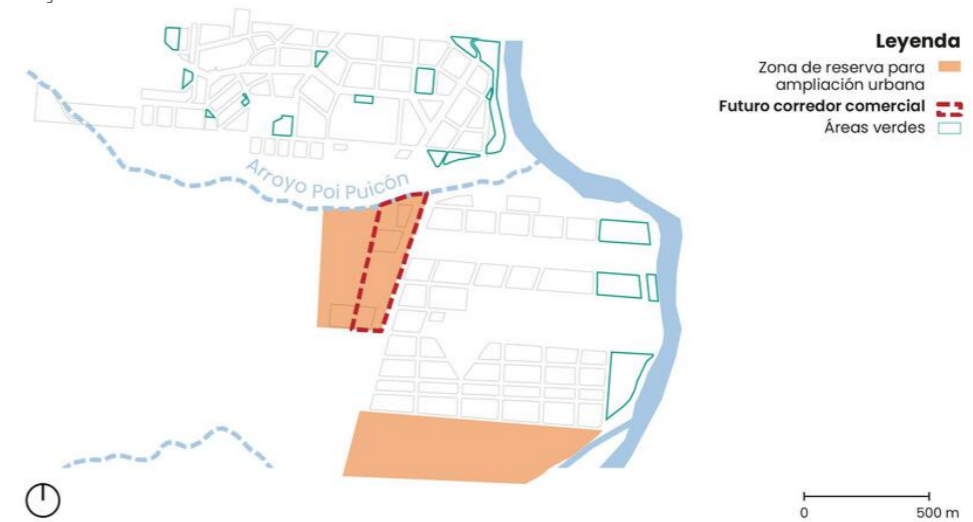 Leyenda
Zona de reserva para
ampliación urbana
Futuro corredor comercial
Áreas verdes
Arroyo Poi Puicón
0
500 m